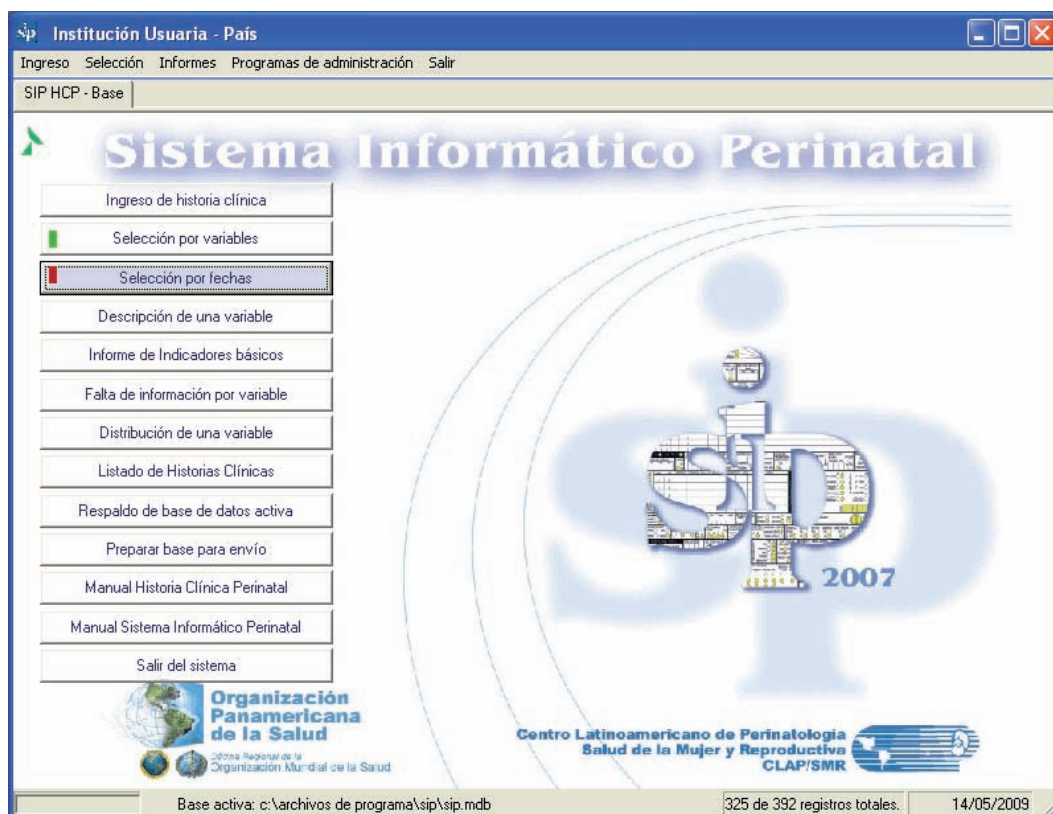 sip Institución Usuaria - País
Ingreso Selección Informes Programas de administración Salir
SIP HCP - Base
Sistema Informático Perinatal
Ingreso de historia clínica
Selección por variables
Selección por fechas
Descripción de una variable
Informe de Indicadores básicos
Falta de información por variable
Distribución de una variable
Listado de Historias Clínicas
Respaldo de base de datos activa
Preparar base para envío
Manual Historia Clínica Perinatal
Manual Sistema Informático Perinatal
Salir del sistema
sip
sip
2007
Organización
Panamericana
de la Salud
Oficina Regional de la
Organización Mundial de la Salud
Centro Latinoamericano de Perinatología
Salud de la Mujer y Reproductiva
CLAP/SMR
Base activa: c:\archivos de programa\sip\sip.mdb
325 de 392 registros totales.
14/05/2009